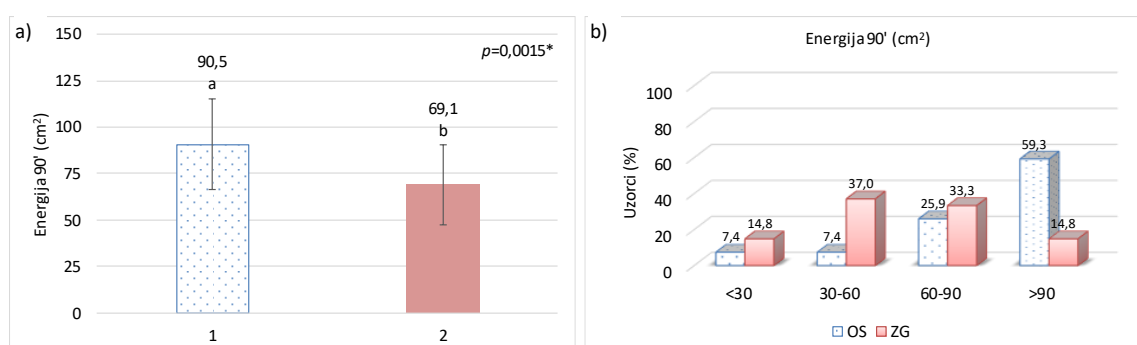 a)
p=0,0015*
Energija 90' (cm²)
150
125
100
75
50
25
0
90,5
a
69,1
b
1
2
b)
Energija 90' (cm²)
Uzorci (%)
100
80
60
40
20
0
7,4
14,8
7,4
37,0
25,9
33,3
59,3
14,8
<30
30-60
60-90
>90
OS
ZG